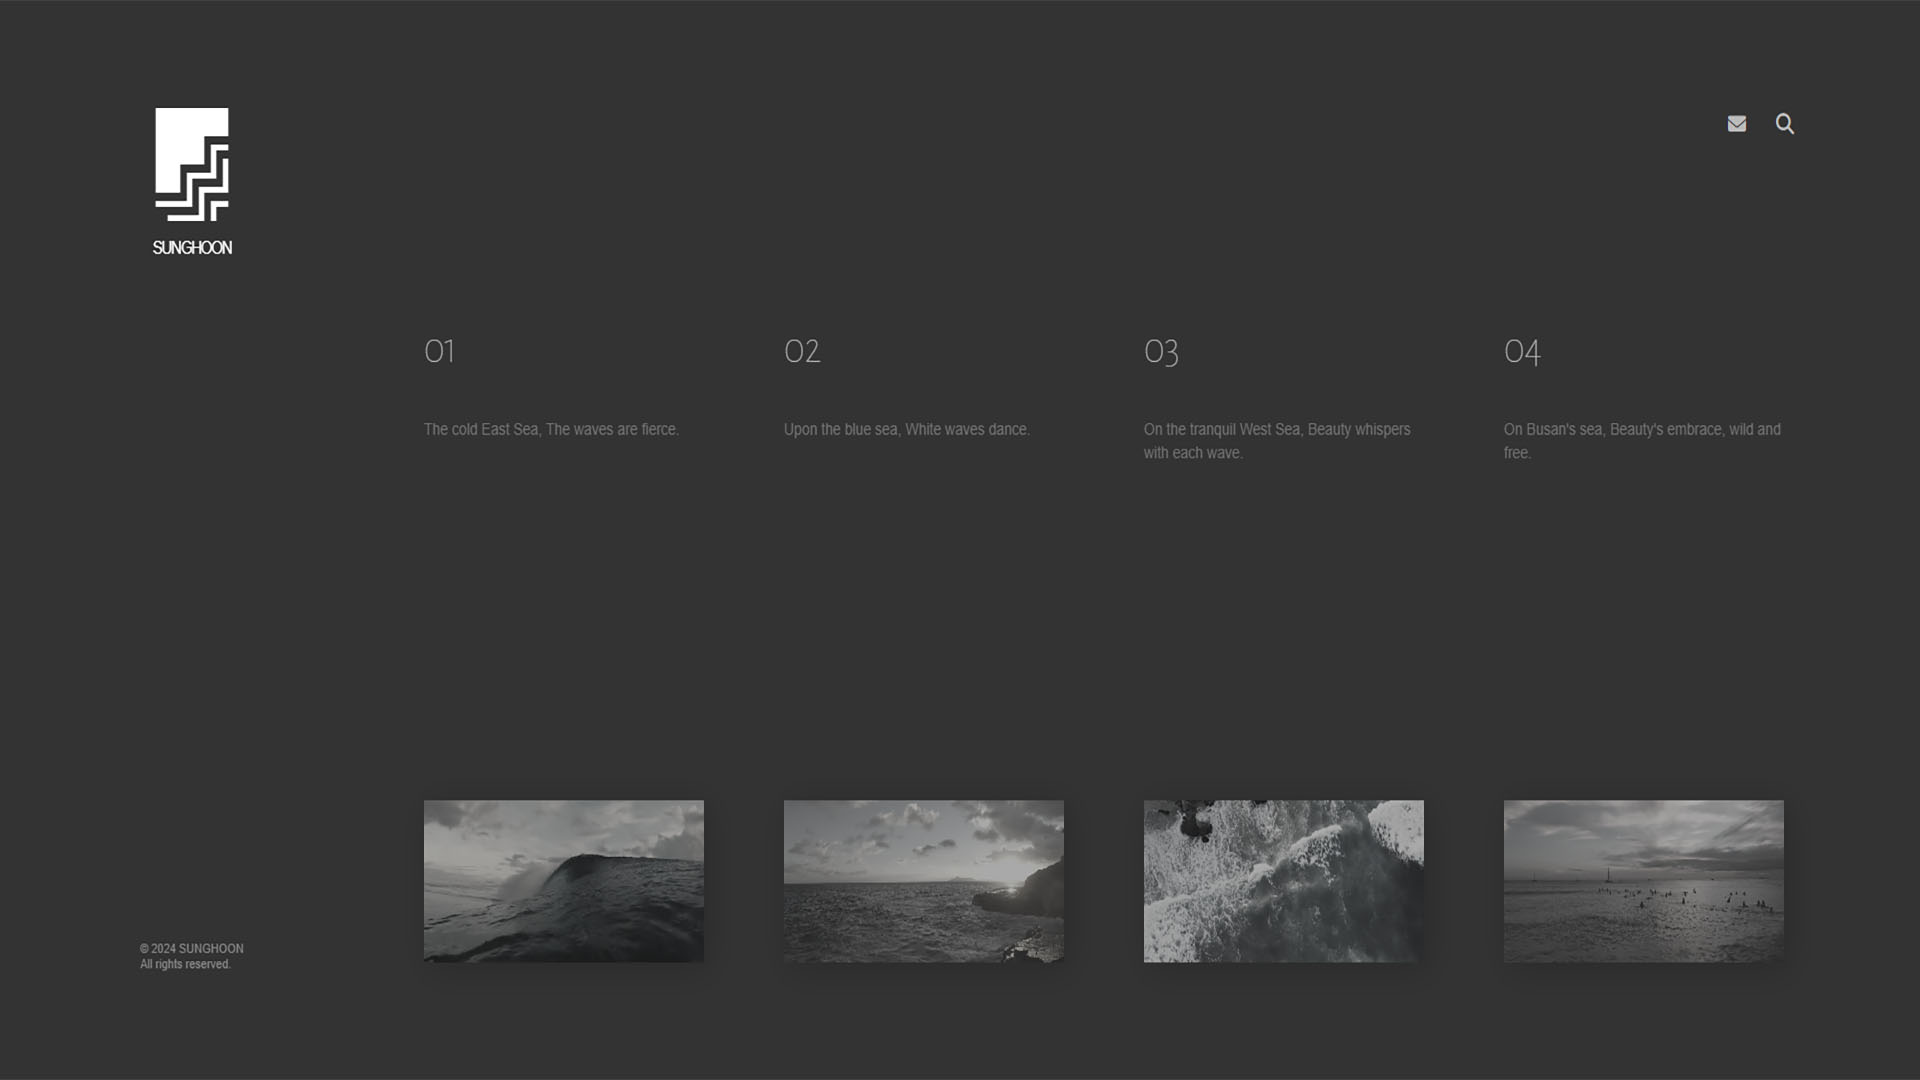 SUNGHOON
01
The cold East Sea, The waves are fierce.
02
Upon the blue sea, White waves dance.
03
On the tranquil West Sea, Beauty whispers
with each wave.
04
On Busan's sea, Beauty's embrace, wild and
free.
© 2024 SUNGHOON
All rights reserved.